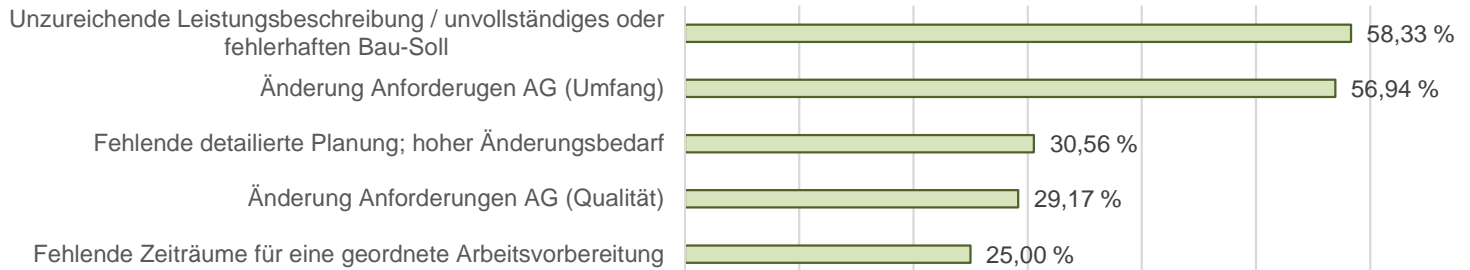 Unzureichende Leistungsbeschreibung / unvollständiges oder
fehlerhaften Bau-Soll
58,33 %
Änderung Anforderugen AG (Umfang)
56,94 %
Fehlende detailierte Planung; hoher Änderungsbedarf
30,56 %
Änderung Anforderungen AG (Qualität)
29,17 %
Fehlende Zeiträume für eine geordnete Arbeitsvorbereitung
25,00 %